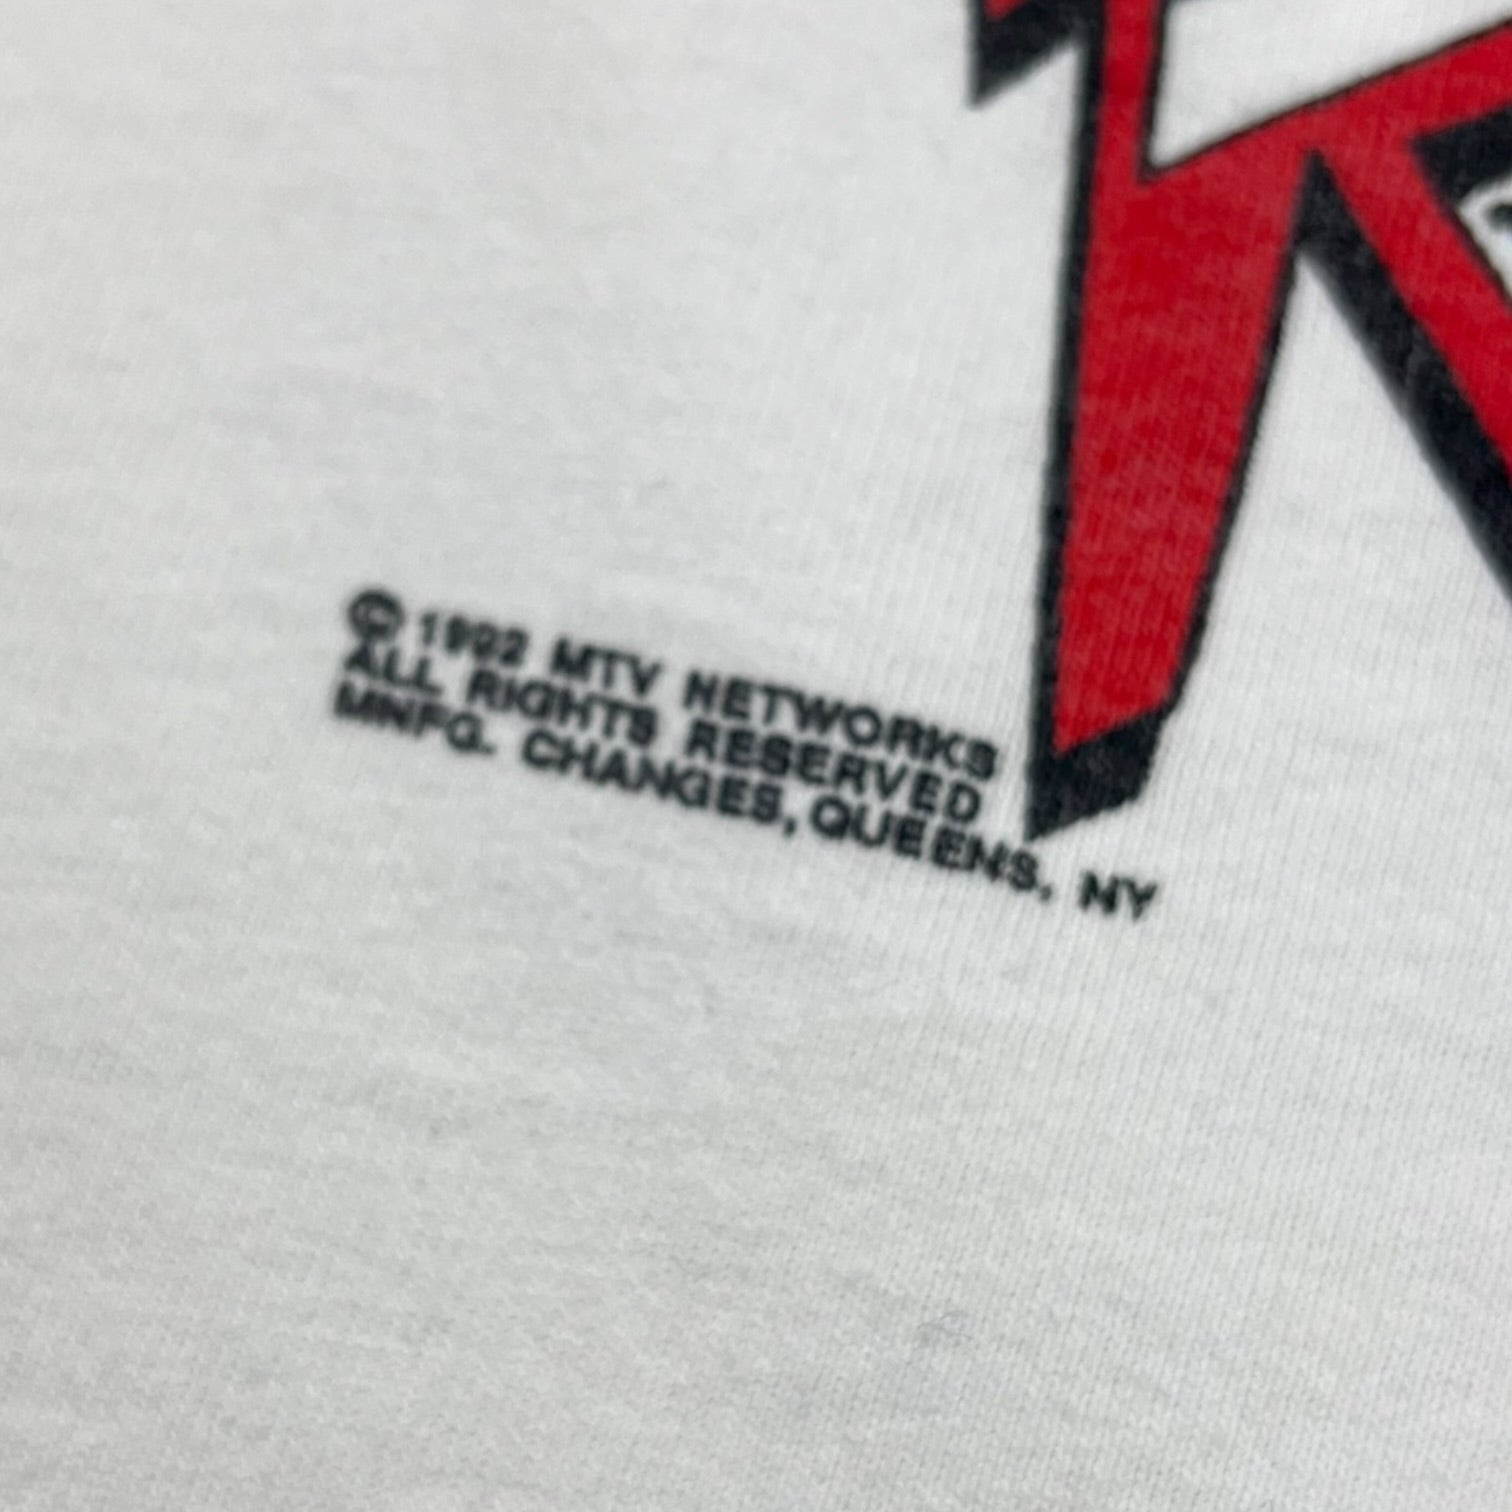 © 1992 MTV NETWORKS
ALL RIGHTS RESERVED
MNFG. CHANGES, QUEENS, NY